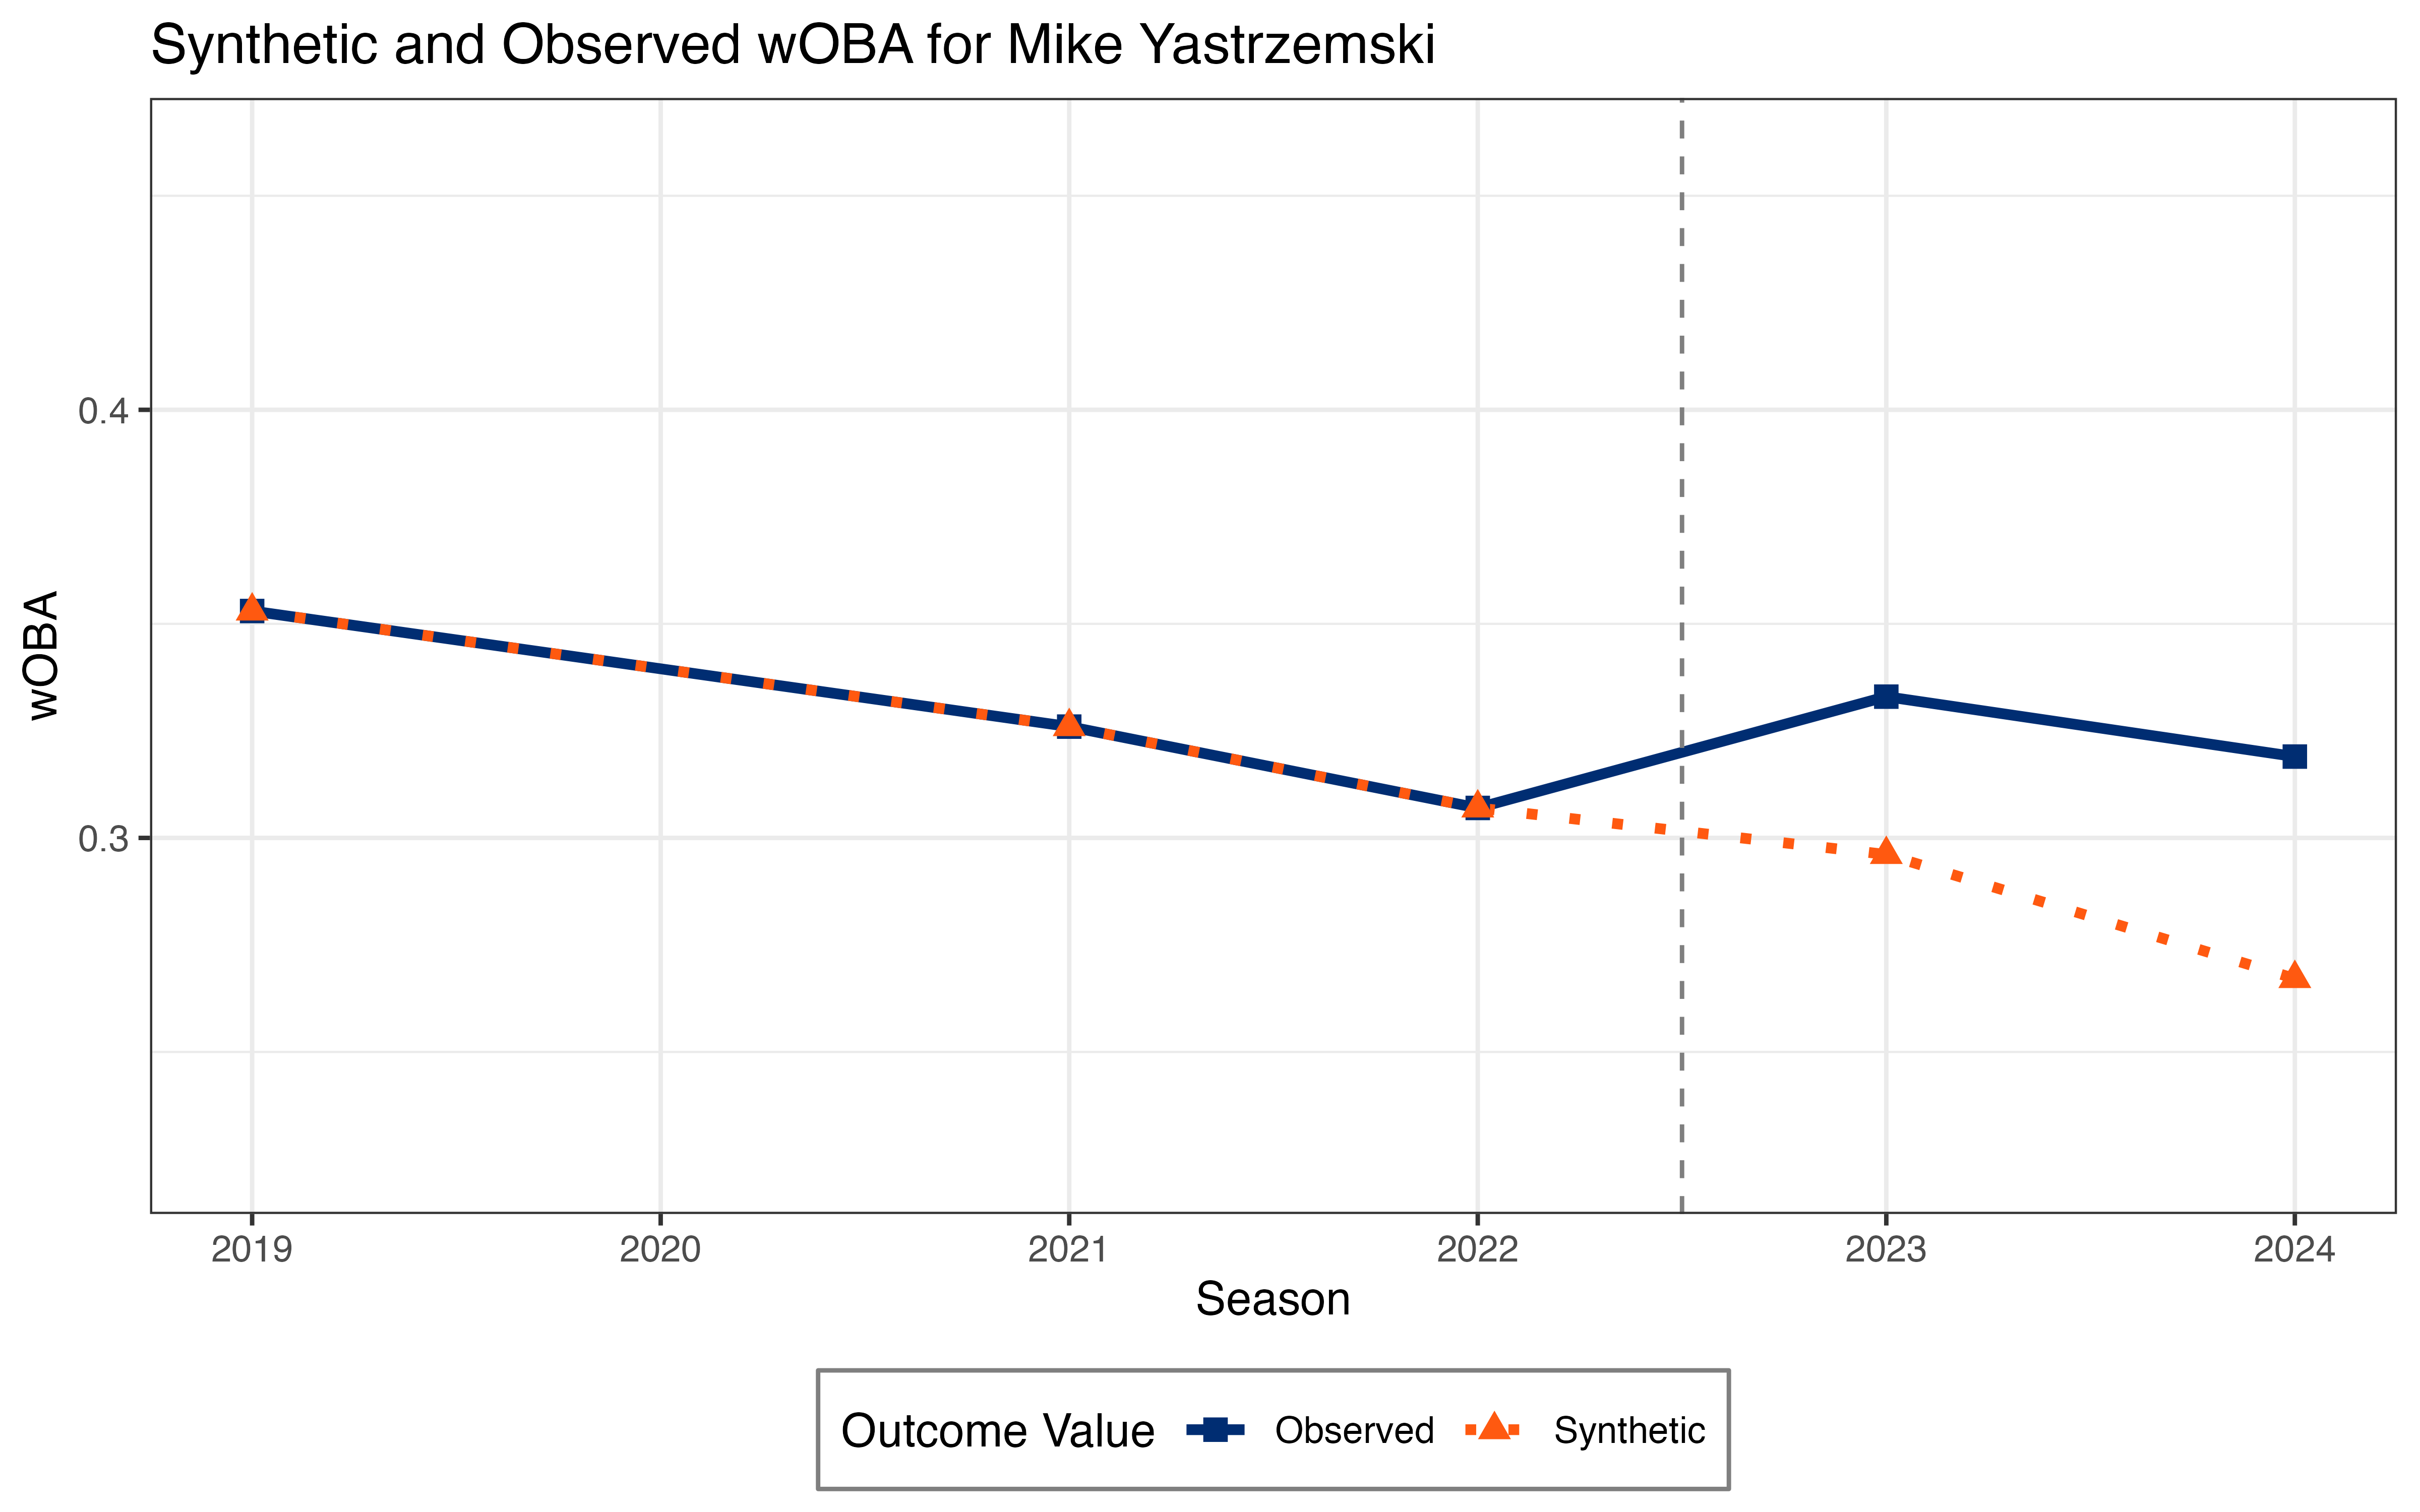 Synthetic and Observed wOBA for Mike Yastrzemski
wOBA
0.4
0.3
2019 2020 2021 2022 2023 2024
Season
Outcome Value Observed Synthetic